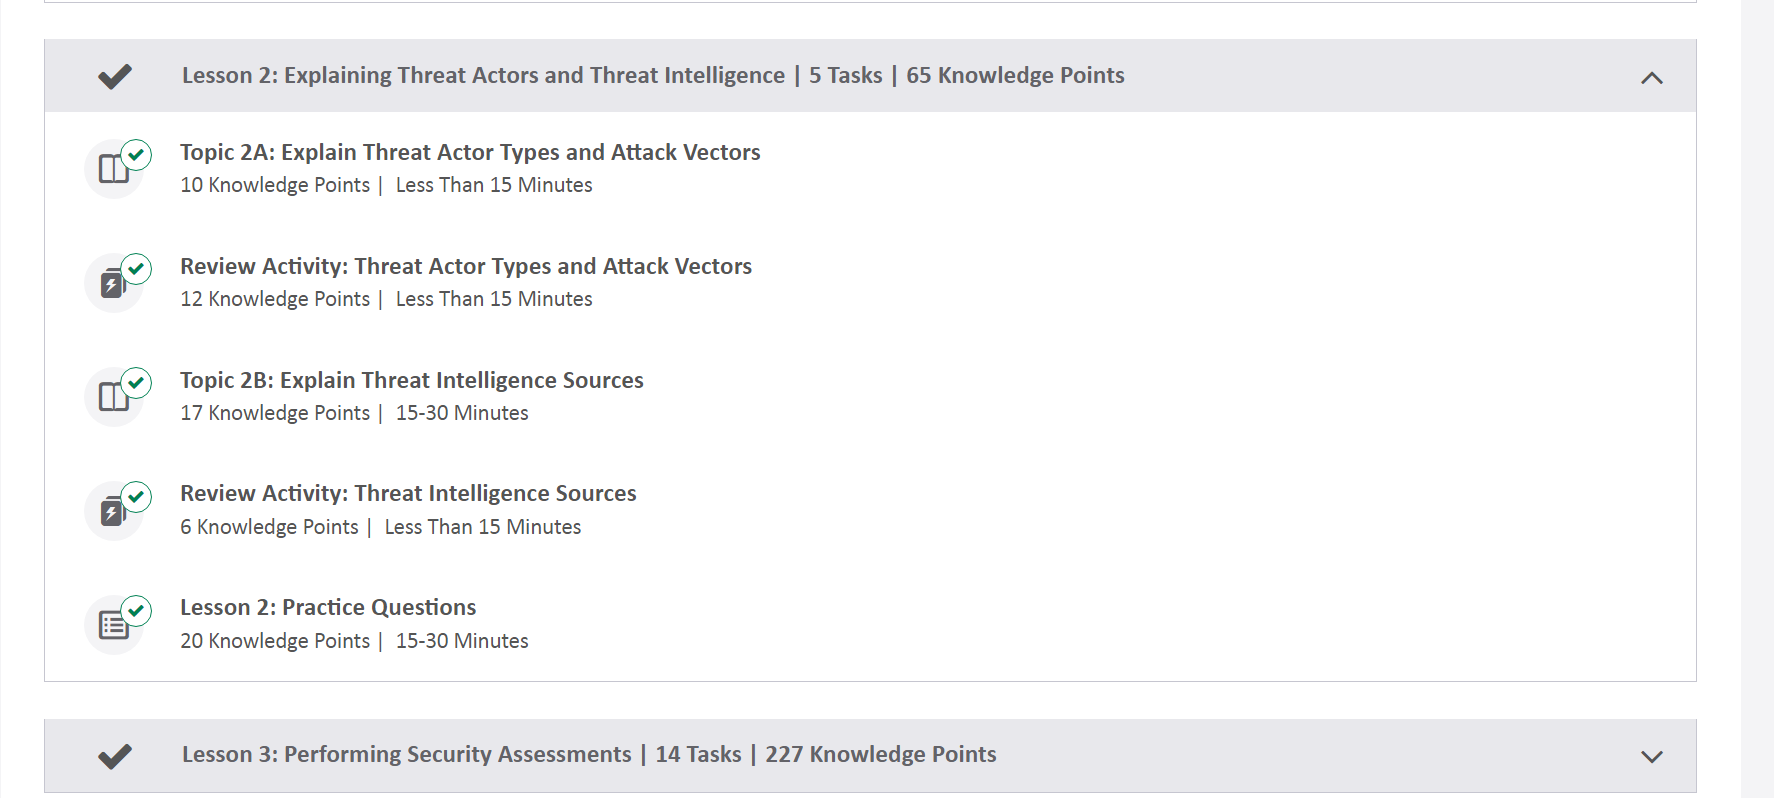 Lesson 2: Explaining Threat Actors and Threat Intelligence | 5 Tasks | 65 Knowledge Points
Topic 2A: Explain Threat Actor Types and Attack Vectors
10 Knowledge Points | Less Than 15 Minutes
Review Activity: Threat Actor Types and Attack Vectors
12 Knowledge Points | Less Than 15 Minutes
Topic 2B: Explain Threat Intelligence Sources
17 Knowledge Points | 15-30 Minutes
Review Activity: Threat Intelligence Sources
6 Knowledge Points | Less Than 15 Minutes
Lesson 2: Practice Questions
20 Knowledge Points | 15-30 Minutes
Lesson 3: Performing Security Assessments | 14 Tasks | 227 Knowledge Points